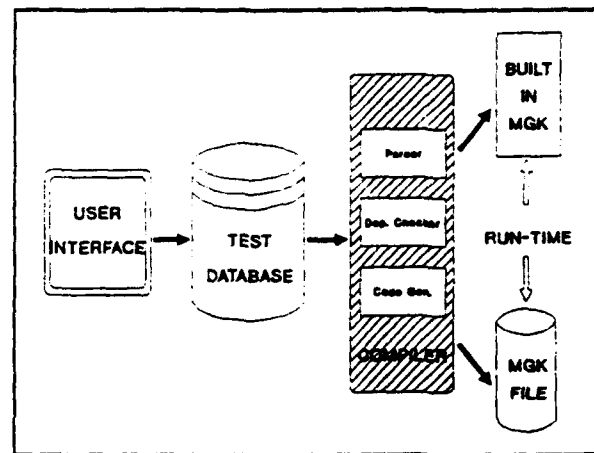 USER
INTERFACE
TEST
DATABASE
Parser
Dep. Checker
Code Gen.
COMPILER
BUILT
IN
MGK
RUN-TIME
MGK
FILE